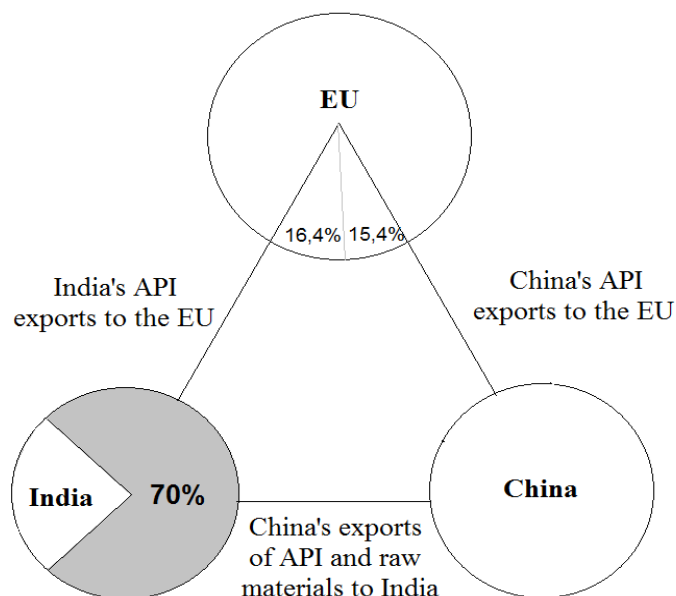 EU
16,4% 15,4%
India's API
exports to the EU
China's API
exports to the EU
India
70%
China
China's exports
of API and raw
materials to India